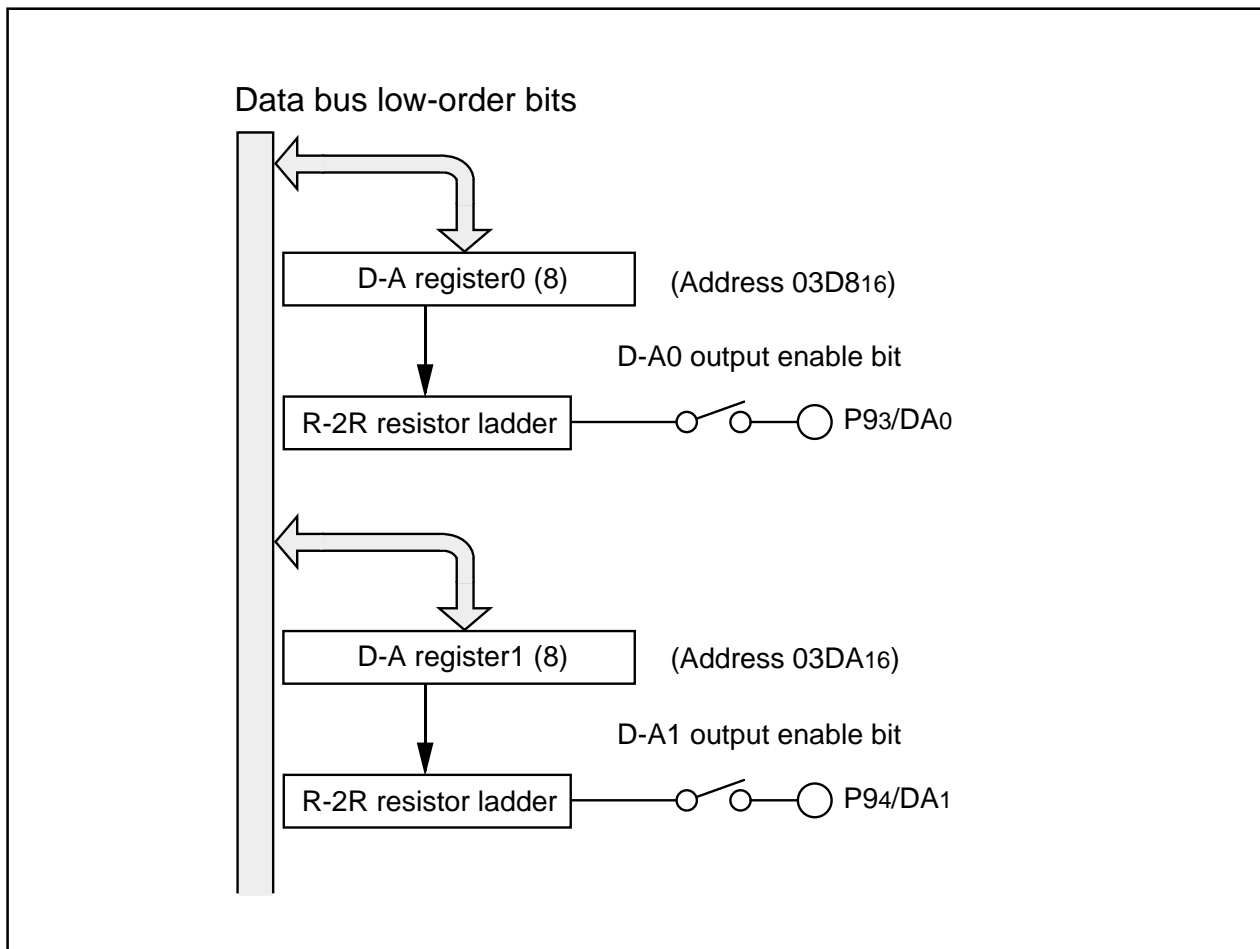 Data bus low-order bits
D-A register0 (8)
(Address 03D816)
D-A0 output enable bit
R-2R resistor ladder
P93/DA0
D-A register1 (8)
(Address 03DA16)
D-A1 output enable bit
R-2R resistor ladder
P94/DA1